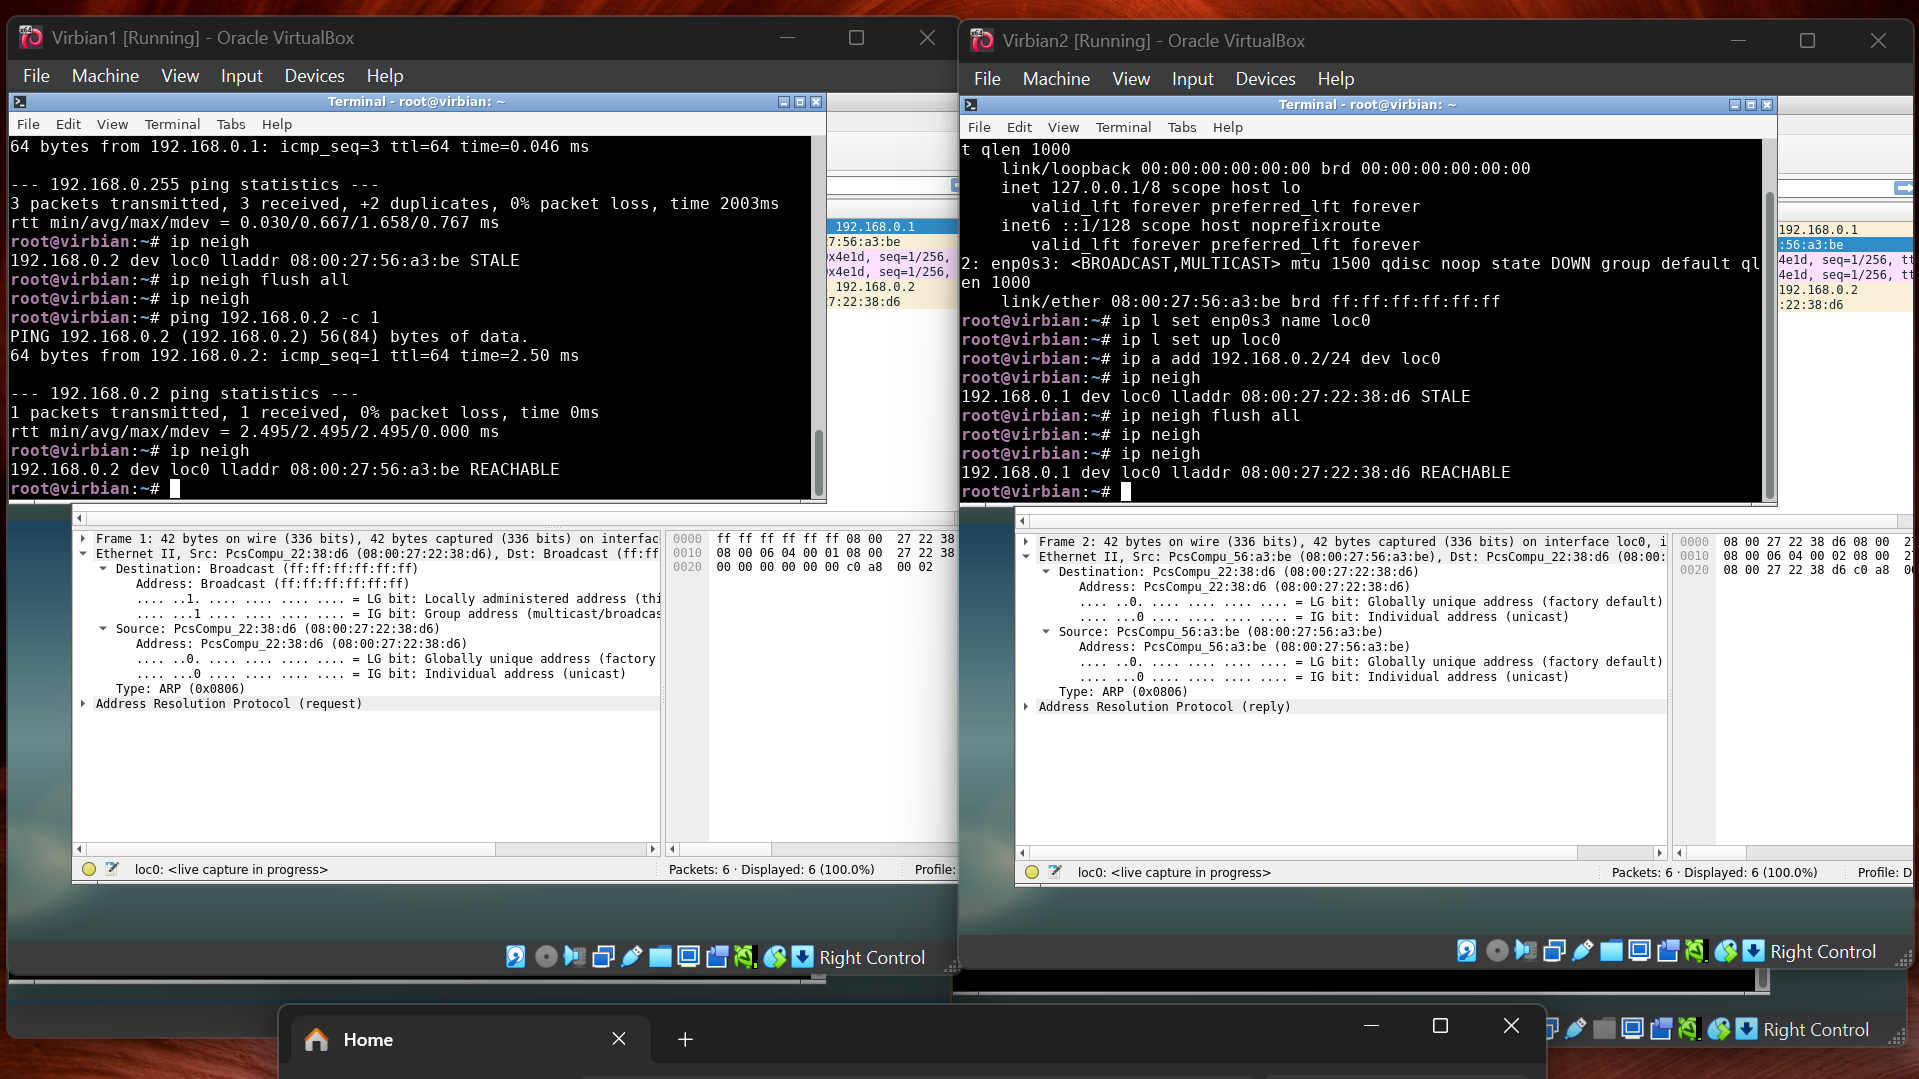 Virbian1 [Running] - Oracle VirtualBox
File Machine View Input Devices Help
Terminal - root@virbian: ~
File Edit View Terminal Tabs Help
64 bytes from 192.168.0.1: icmp_seq=3 ttl=64 time=0.046 ms
--- 192.168.0.255 ping statistics ---
3 packets transmitted, 3 received, +2 duplicates, 0% packet loss, time 2003ms
rtt min/avg/max/mdev = 0.030/0.667/1.658/0.767 ms
root@virbian:~# ip neigh
192.168.0.2 dev loc0 lladdr 08:00:27:56:a3:be STALE
root@virbian:~# ip neigh flush all
root@virbian:~# ip neigh
root@virbian:~# ping 192.168.0.2 -c 1
PING 192.168.0.2 (192.168.0.2) 56(84) bytes of data.
64 bytes from 192.168.0.2: icmp_seq=1 ttl=64 time=2.50 ms
--- 192.168.0.2 ping statistics ---
1 packets transmitted, 1 received, 0% packet loss, time 0ms
rtt min/avg/max/mdev = 2.495/2.495/2.495/0.000 ms
root@virbian:~# ip neigh
192.168.0.2 dev loc0 lladdr 08:00:27:56:a3:be REACHABLE
root@virbian:~#
192.168.0.1
7:56:a3:be
x4e1d, seq=1/256,
x4e1d, seq=1/256,
192.168.0.2
7:22:38:d6
Frame 1: 42 bytes on wire (336 bits), 42 bytes captured (336 bits) on interfac
Ethernet II, Src: PcsCompu_22:38:d6 (08:00:27:22:38:d6), Dst: Broadcast (ff:ff
Destination: Broadcast (ff:ff:ff:ff:ff:ff)
Address: Broadcast (ff:ff:ff:ff:ff:ff)
.... ..1. .... .... .... .... = LG bit: Locally administered address (thi
.... ...1 .... .... .... .... = IG bit: Group address (multicast/broadcas
Source: PcsCompu_22:38:d6 (08:00:27:22:38:d6)
Address: PcsCompu_22:38:d6 (08:00:27:22:38:d6)
.... ..0. .... .... .... .... = LG bit: Globally unique address (factory
.... ...0 .... .... .... .... = IG bit: Individual address (unicast)
Type: ARP (0x0806)
Address Resolution Protocol (request)
0000 ff ff ff ff ff ff 08 00 27 22 38
0010 08 00 06 04 00 01 08 00 27 22 38
0020 00 00 00 00 00 00 c0 a8 00 02
loc0: <live capture in progress>
Packets: 6 · Displayed: 6 (100.0%)
Profile:
Right Control
Virbian2 [Running] - Oracle VirtualBox
File Machine View Input Devices Help
Terminal - root@virbian: ~
File Edit View Terminal Tabs Help
t qlen 1000
link/loopback 00:00:00:00:00:00 brd 00:00:00:00:00:00
inet 127.0.0.1/8 scope host lo
valid_lft forever preferred_lft forever
inet6 ::1/128 scope host noprefixroute
valid_lft forever preferred_lft forever
2: enp0s3: <BROADCAST,MULTICAST> mtu 1500 qdisc noop state DOWN group default ql
en 1000
link/ether 08:00:27:56:a3:be brd ff:ff:ff:ff:ff:ff
root@virbian:~# ip l set enp0s3 name loc0
root@virbian:~# ip l set up loc0
root@virbian:~# ip a add 192.168.0.2/24 dev loc0
root@virbian:~# ip neigh
192.168.0.1 dev loc0 lladdr 08:00:27:22:38:d6 STALE
root@virbian:~# ip neigh flush all
root@virbian:~# ip neigh
root@virbian:~# ip neigh
192.168.0.1 dev loc0 lladdr 08:00:27:22:38:d6 REACHABLE
root@virbian:~#
192.168.0.1
:56:a3:be
4e1d, seq=1/256, tt
4e1d, seq=1/256, tt
192.168.0.2
:22:38:d6
Frame 2: 42 bytes on wire (336 bits), 42 bytes captured (336 bits) on interface loc0, i
Ethernet II, Src: PcsCompu_56:a3:be (08:00:27:56:a3:be), Dst: PcsCompu_22:38:d6 (08:00:
Destination: PcsCompu_22:38:d6 (08:00:27:22:38:d6)
Address: PcsCompu_22:38:d6 (08:00:27:22:38:d6)
.... ..0. .... .... .... .... = LG bit: Globally unique address (factory default)
.... ...0 .... .... .... .... = IG bit: Individual address (unicast)
Source: PcsCompu_56:a3:be (08:00:27:56:a3:be)
Address: PcsCompu_56:a3:be (08:00:27:56:a3:be)
.... ..0. .... .... .... .... = LG bit: Globally unique address (factory default)
.... ...0 .... .... .... .... = IG bit: Individual address (unicast)
Type: ARP (0x0806)
Address Resolution Protocol (reply)
0000 08 00 27 22 38 d6 08 00 2
0010 08 00 06 04 00 02 08 00 2
0020 08 00 27 22 38 d6 c0 a8 0
loc0: <live capture in progress>
Packets: 6 · Displayed: 6 (100.0%)
Profile: D
Right Control
Home
Right Control